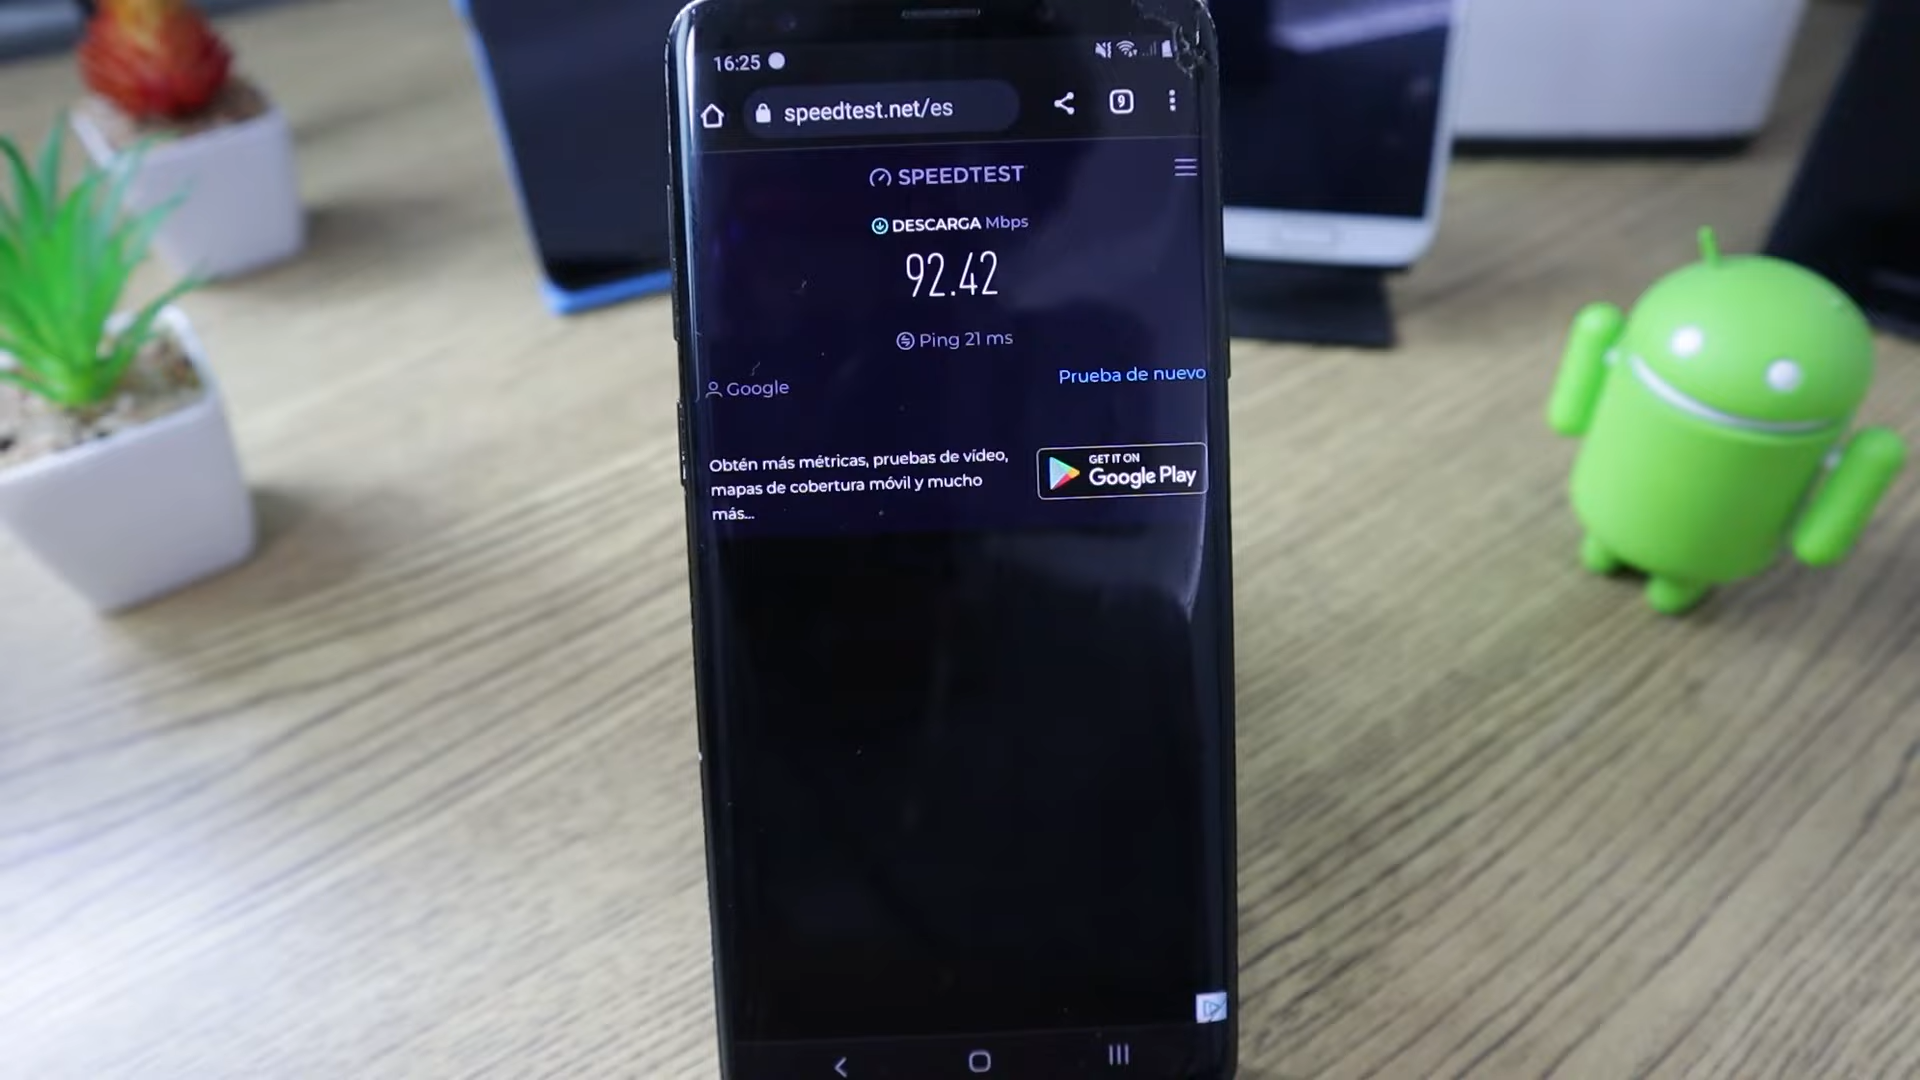 16:25
speedtest.net/es
9
SPEEDTEST
DESCARGA Mbps
92.42
Ping 21 ms
Google
Prueba de nuevo
Obtén más métricas, pruebas de vídeo,
mapas de cobertura móvil y mucho
más...
GET IT ON
Google Play